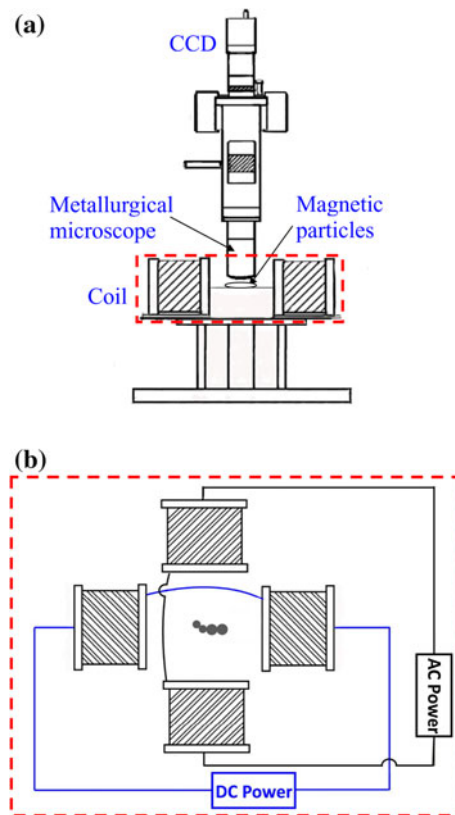 (a)
CCD
Metallurgical
microscope
Magnetic
particles
Coil
(b)
AC Power
DC Power